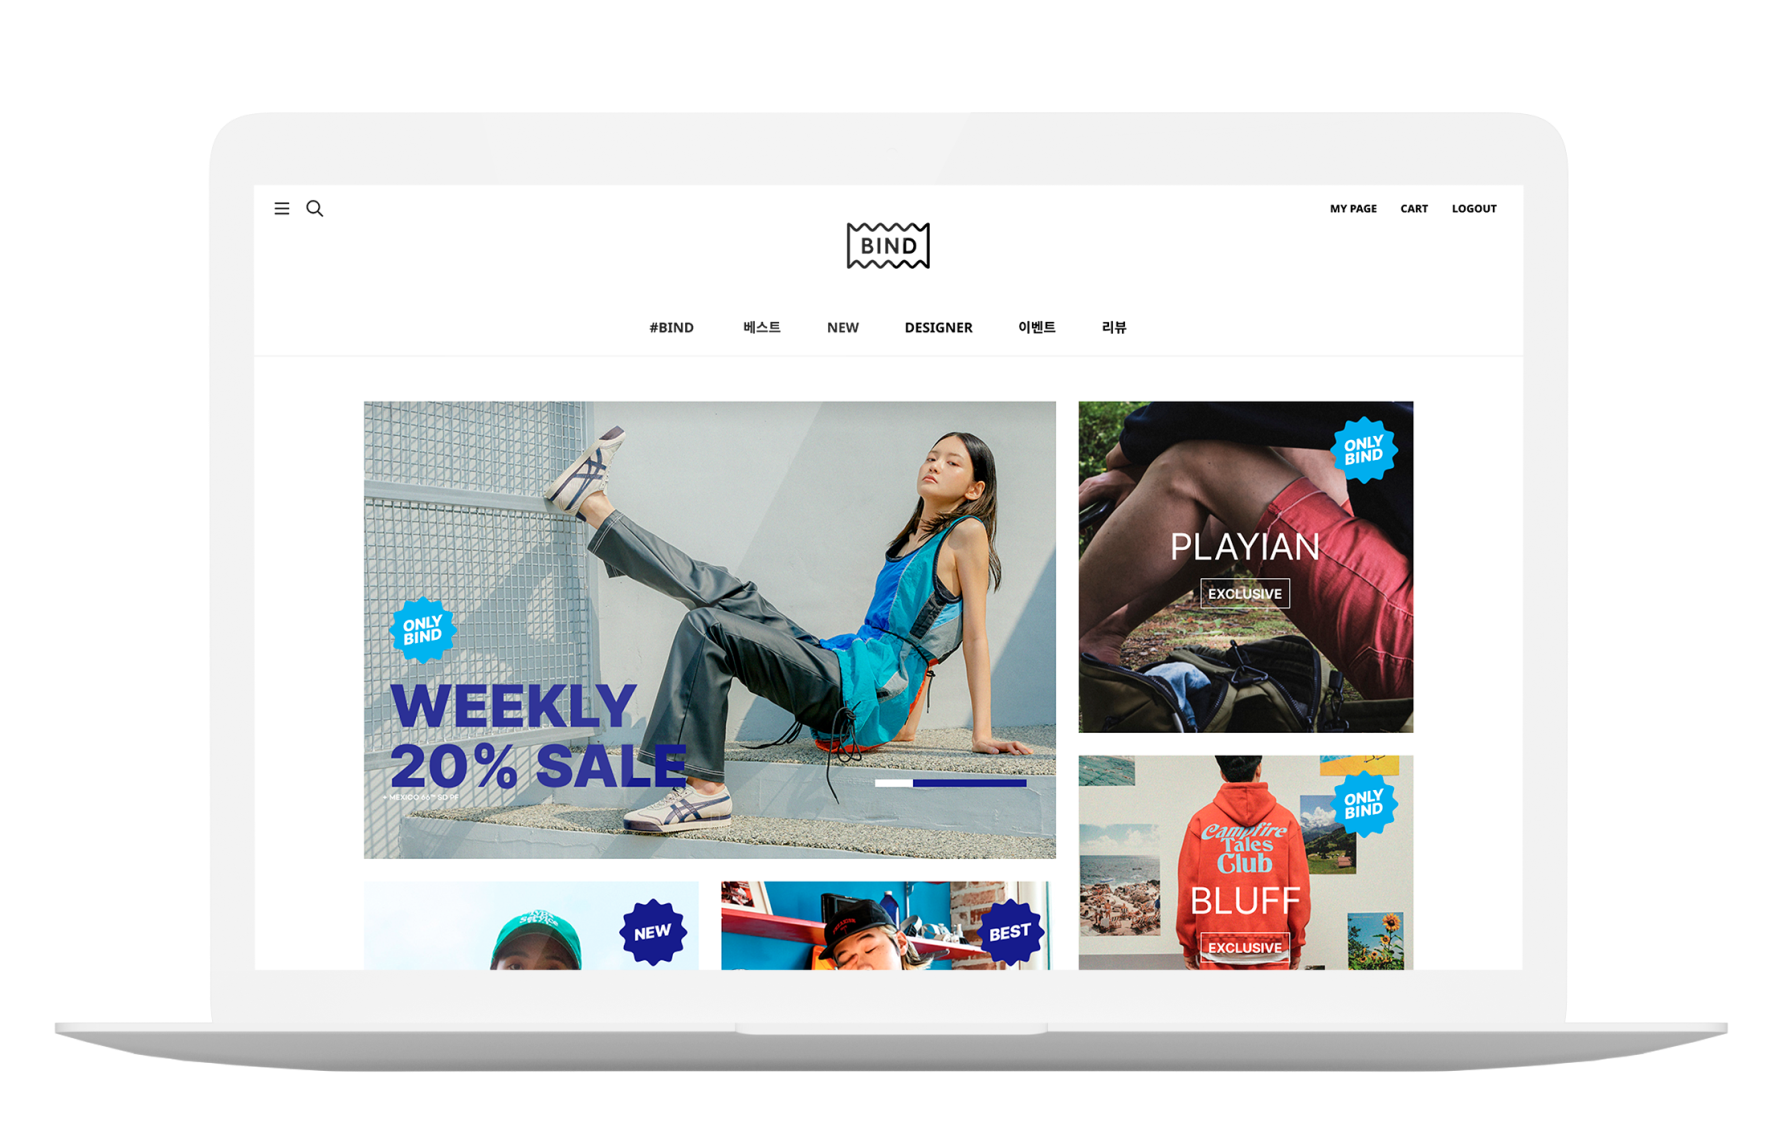 MY PAGE CART LOGOUT
BIND
#BIND 베스트 NEW DESIGNER 이벤트 리뷰
ONLY
BIND
WEEKLY
20% SALE
ONLY
BIND
PLAYIAN
EXCLUSIVE
ONLY
BIND
Campfire
Tales
Club
BLUFF
EXCLUSIVE
NEW
BEST